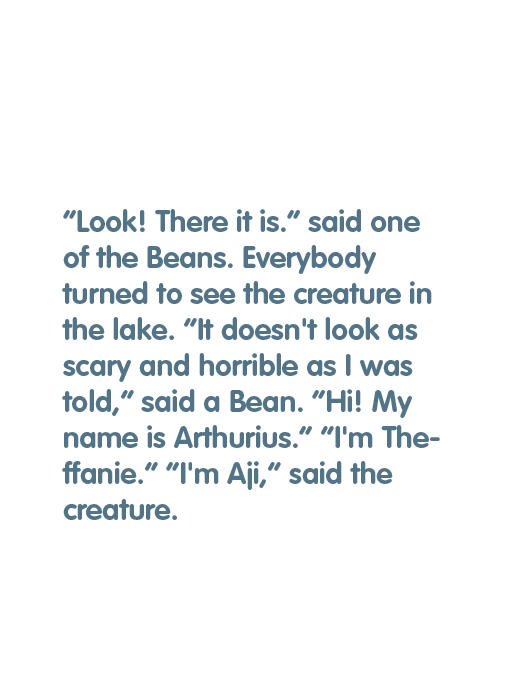 “Look! There it is.” said one
of the Beans. Everybody
turned to see the creature in
the lake. “It doesn't look as
scary and horrible as I was
told,” said a Bean. “Hi! My
name is Arthurius.” “I'm The-
ffanie.” “I'm Aji,” said the
creature.